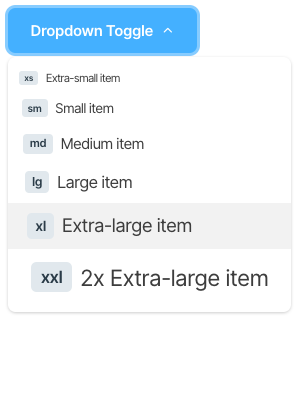 Dropdown Toggle
xs Extra-small item
sm Small item
md Medium item
lg Large item
xl Extra-large item
xxl 2x Extra-large item